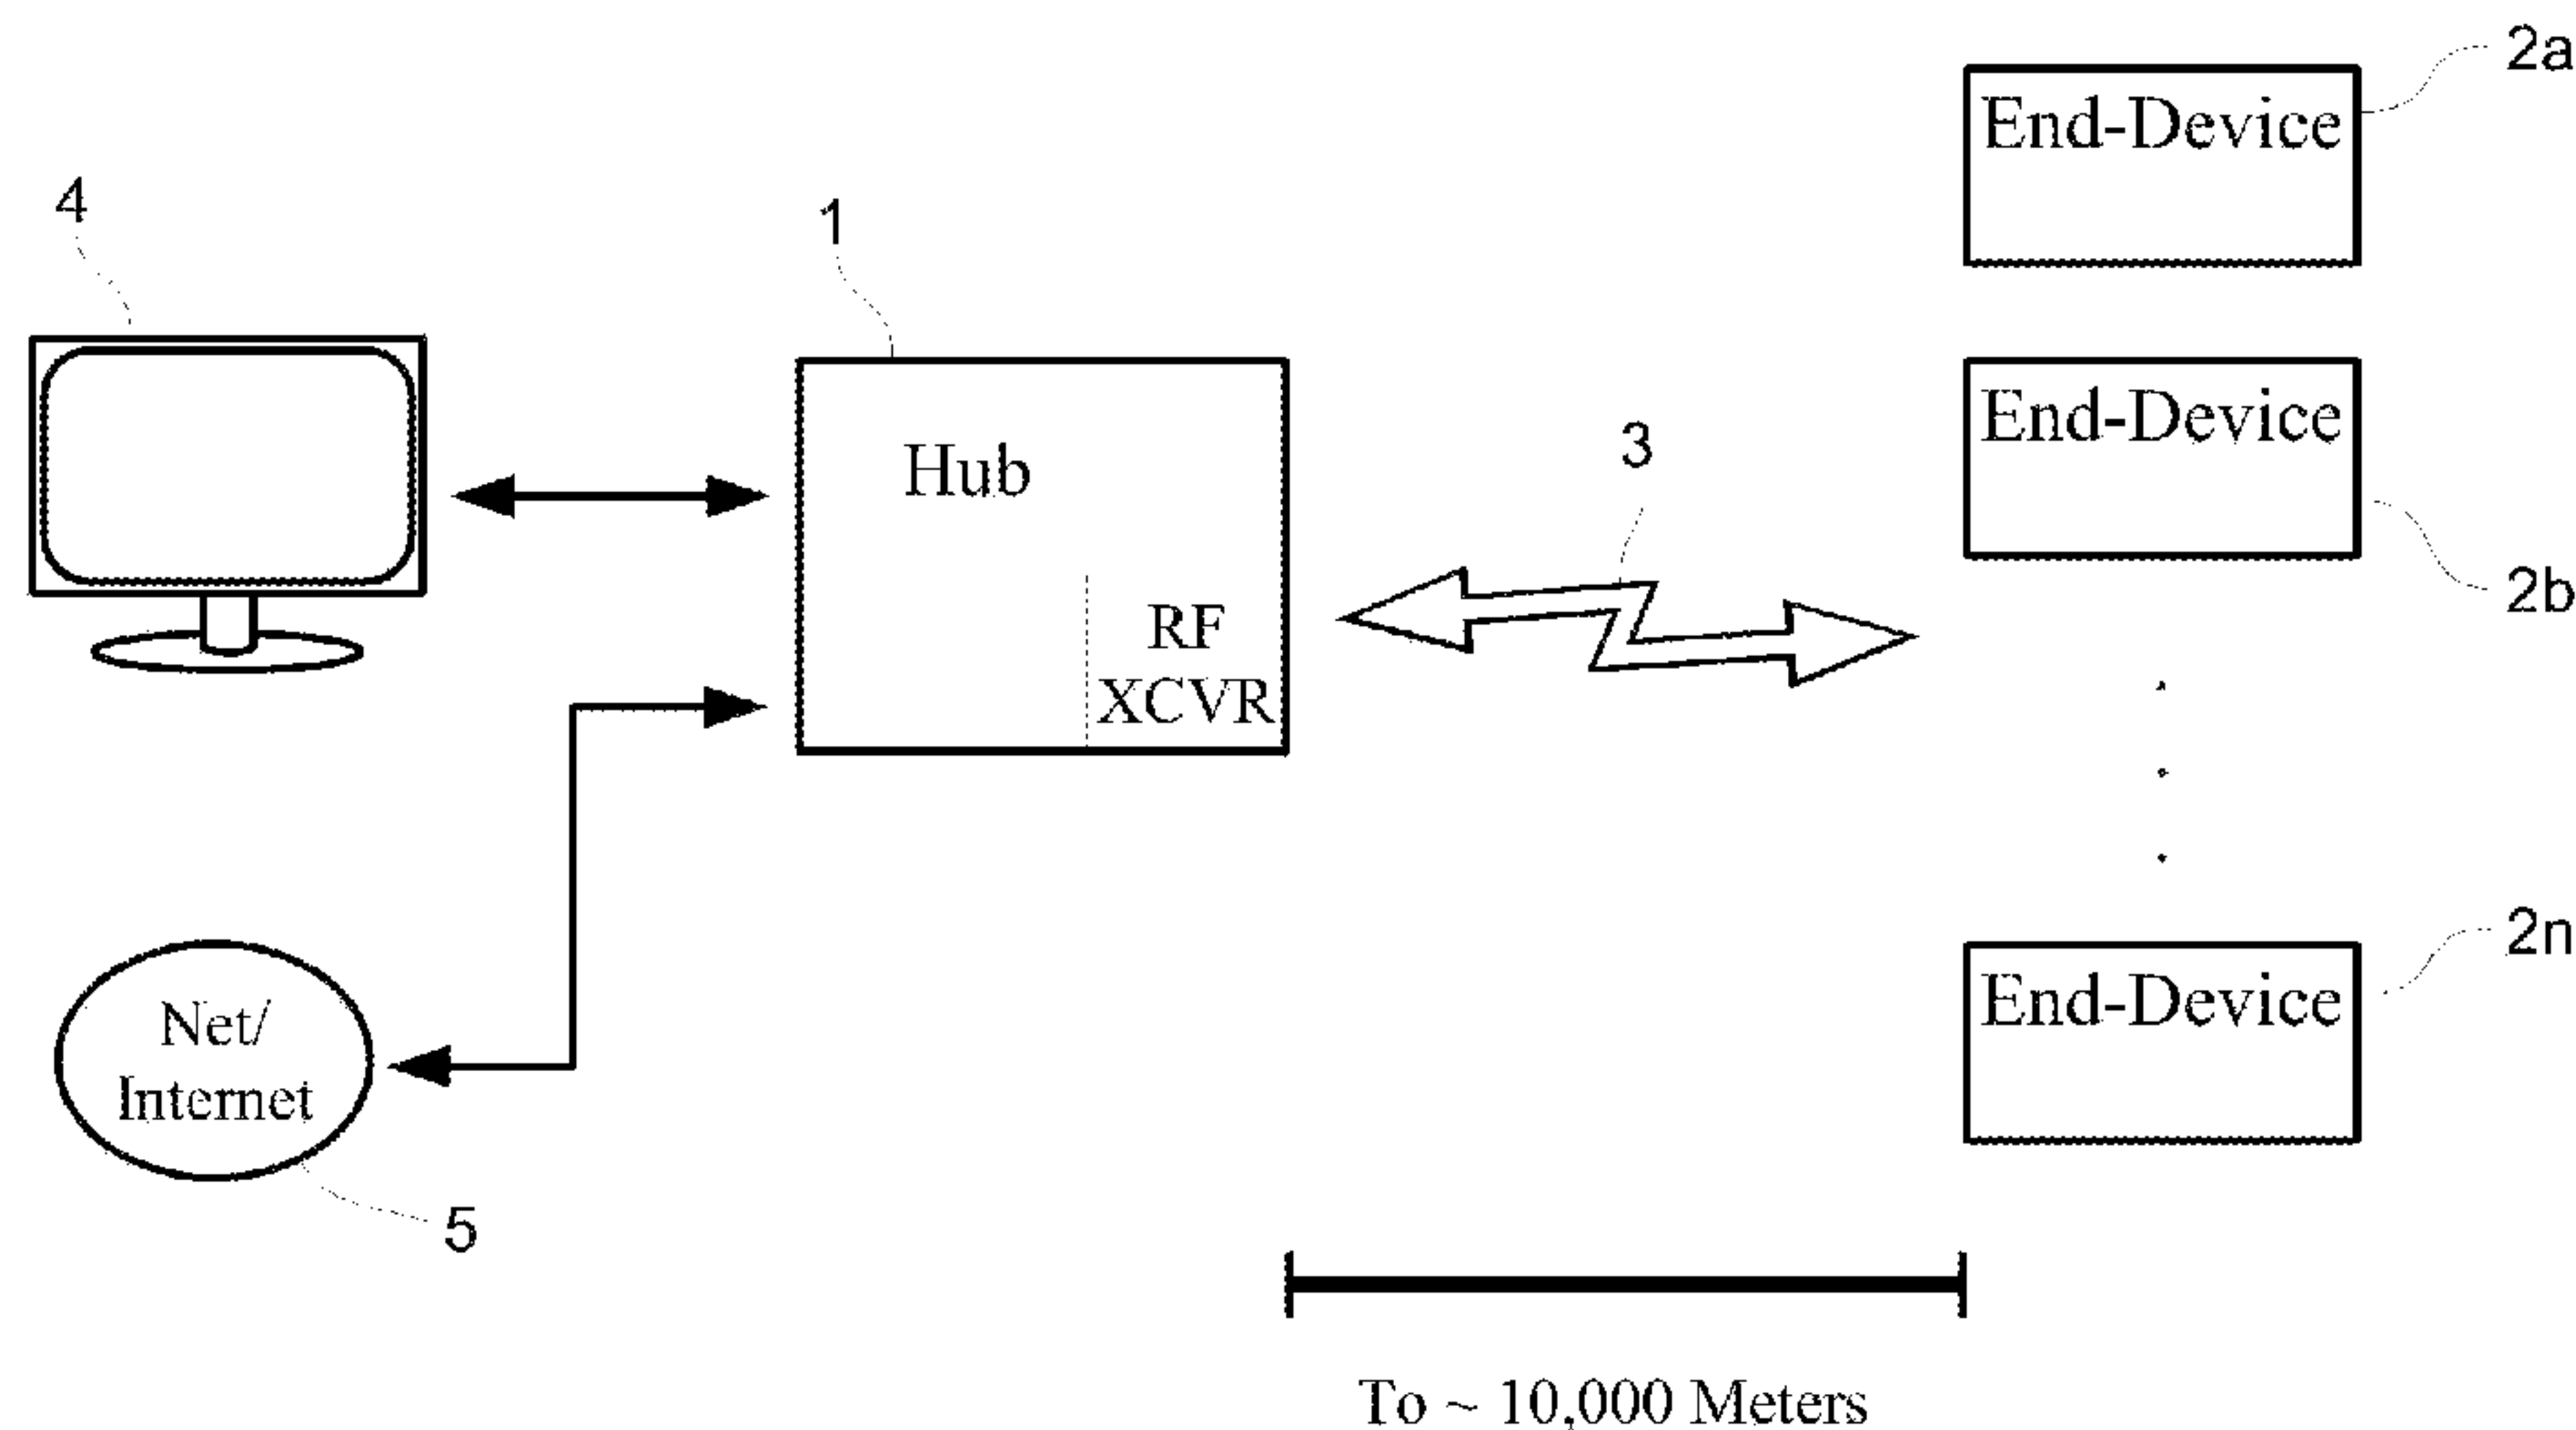 2a
End-Device
4
1
End-Device
Hub
3
2b
RF
XCVR
2n
End-Device
Net/
Internet
5
To ~ 10,000 Meters